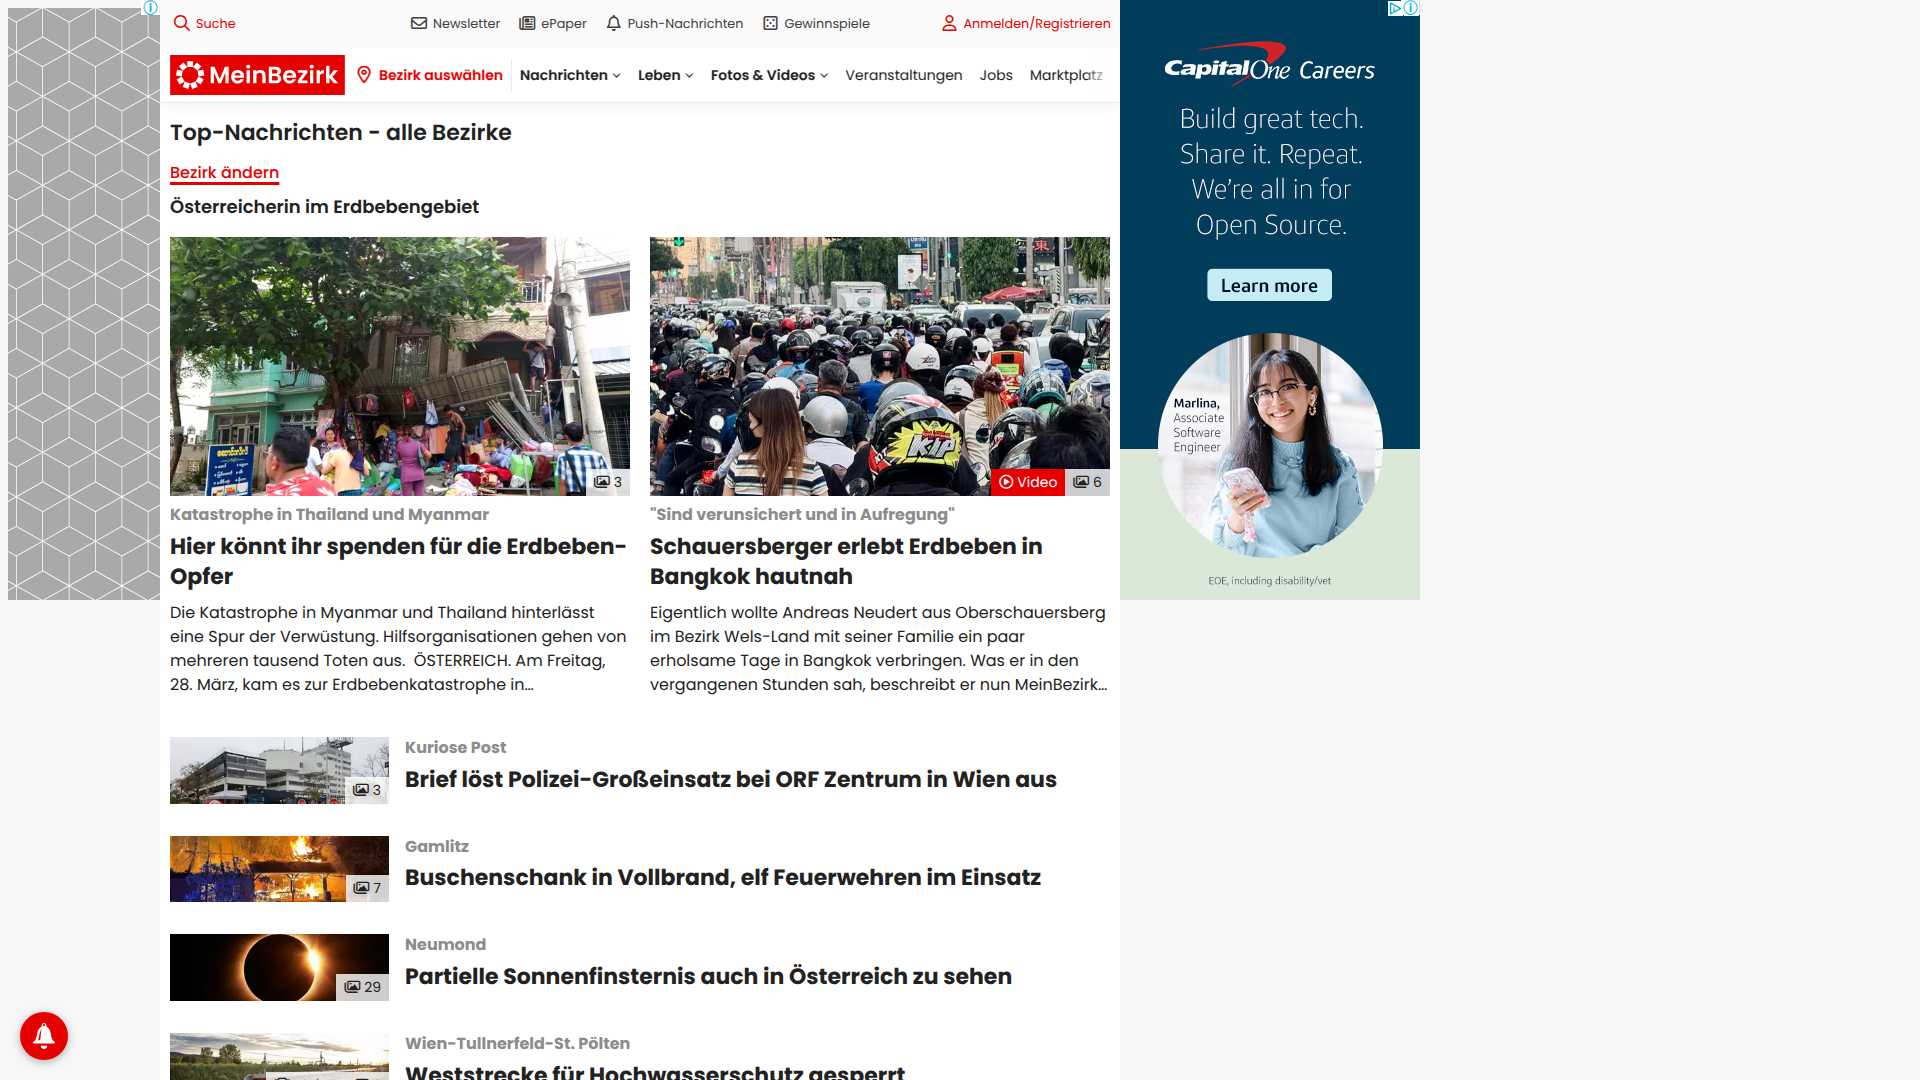 Suche
Newsletter
ePaper
Push-Nachrichten
Gewinnspiele
Anmelden/Registrieren
MeinBezirk
Bezirk auswählen
Nachrichten
Leben
Fotos & Videos
Veranstaltungen
Jobs
Marktplatz
Top-Nachrichten - alle Bezirke
Bezirk ändern
Österreicherin im Erdbebengebiet
3
Katastrophe in Thailand und Myanmar
Hier könnt ihr spenden für die Erdbeben-
Opfer
Die Katastrophe in Myanmar und Thailand hinterlässt
eine Spur der Verwüstung. Hilfsorganisationen gehen von
mehreren tausend Toten aus. ÖSTERREICH. Am Freitag,
28. März, kam es zur Erdbebenkatastrophe in...
KIP
Video
6
"Sind verunsichert und in Aufregung"
Schauersberger erlebt Erdbeben in
Bangkok hautnah
Eigentlich wollte Andreas Neudert aus Oberschauersberg
im Bezirk Wels-Land mit seiner Familie ein paar
erholsame Tage in Bangkok verbringen. Was er in den
vergangenen Stunden sah, beschreibt er nun MeinBezirk...
3
Kuriose Post
Brief löst Polizei-Großeinsatz bei ORF Zentrum in Wien aus
7
Gamlitz
Buschenschank in Vollbrand, elf Feuerwehren im Einsatz
29
Neumond
Partielle Sonnenfinsternis auch in Österreich zu sehen
Wien-Tullnerfeld-St. Pölten
Weststrecke für Hochwasserschutz gesperrt
Capital One Careers
Build great tech.
Share it. Repeat.
We're all in for
Open Source.
Learn more
Marlina,
Associate
Software
Engineer
EOE, including disability/vet